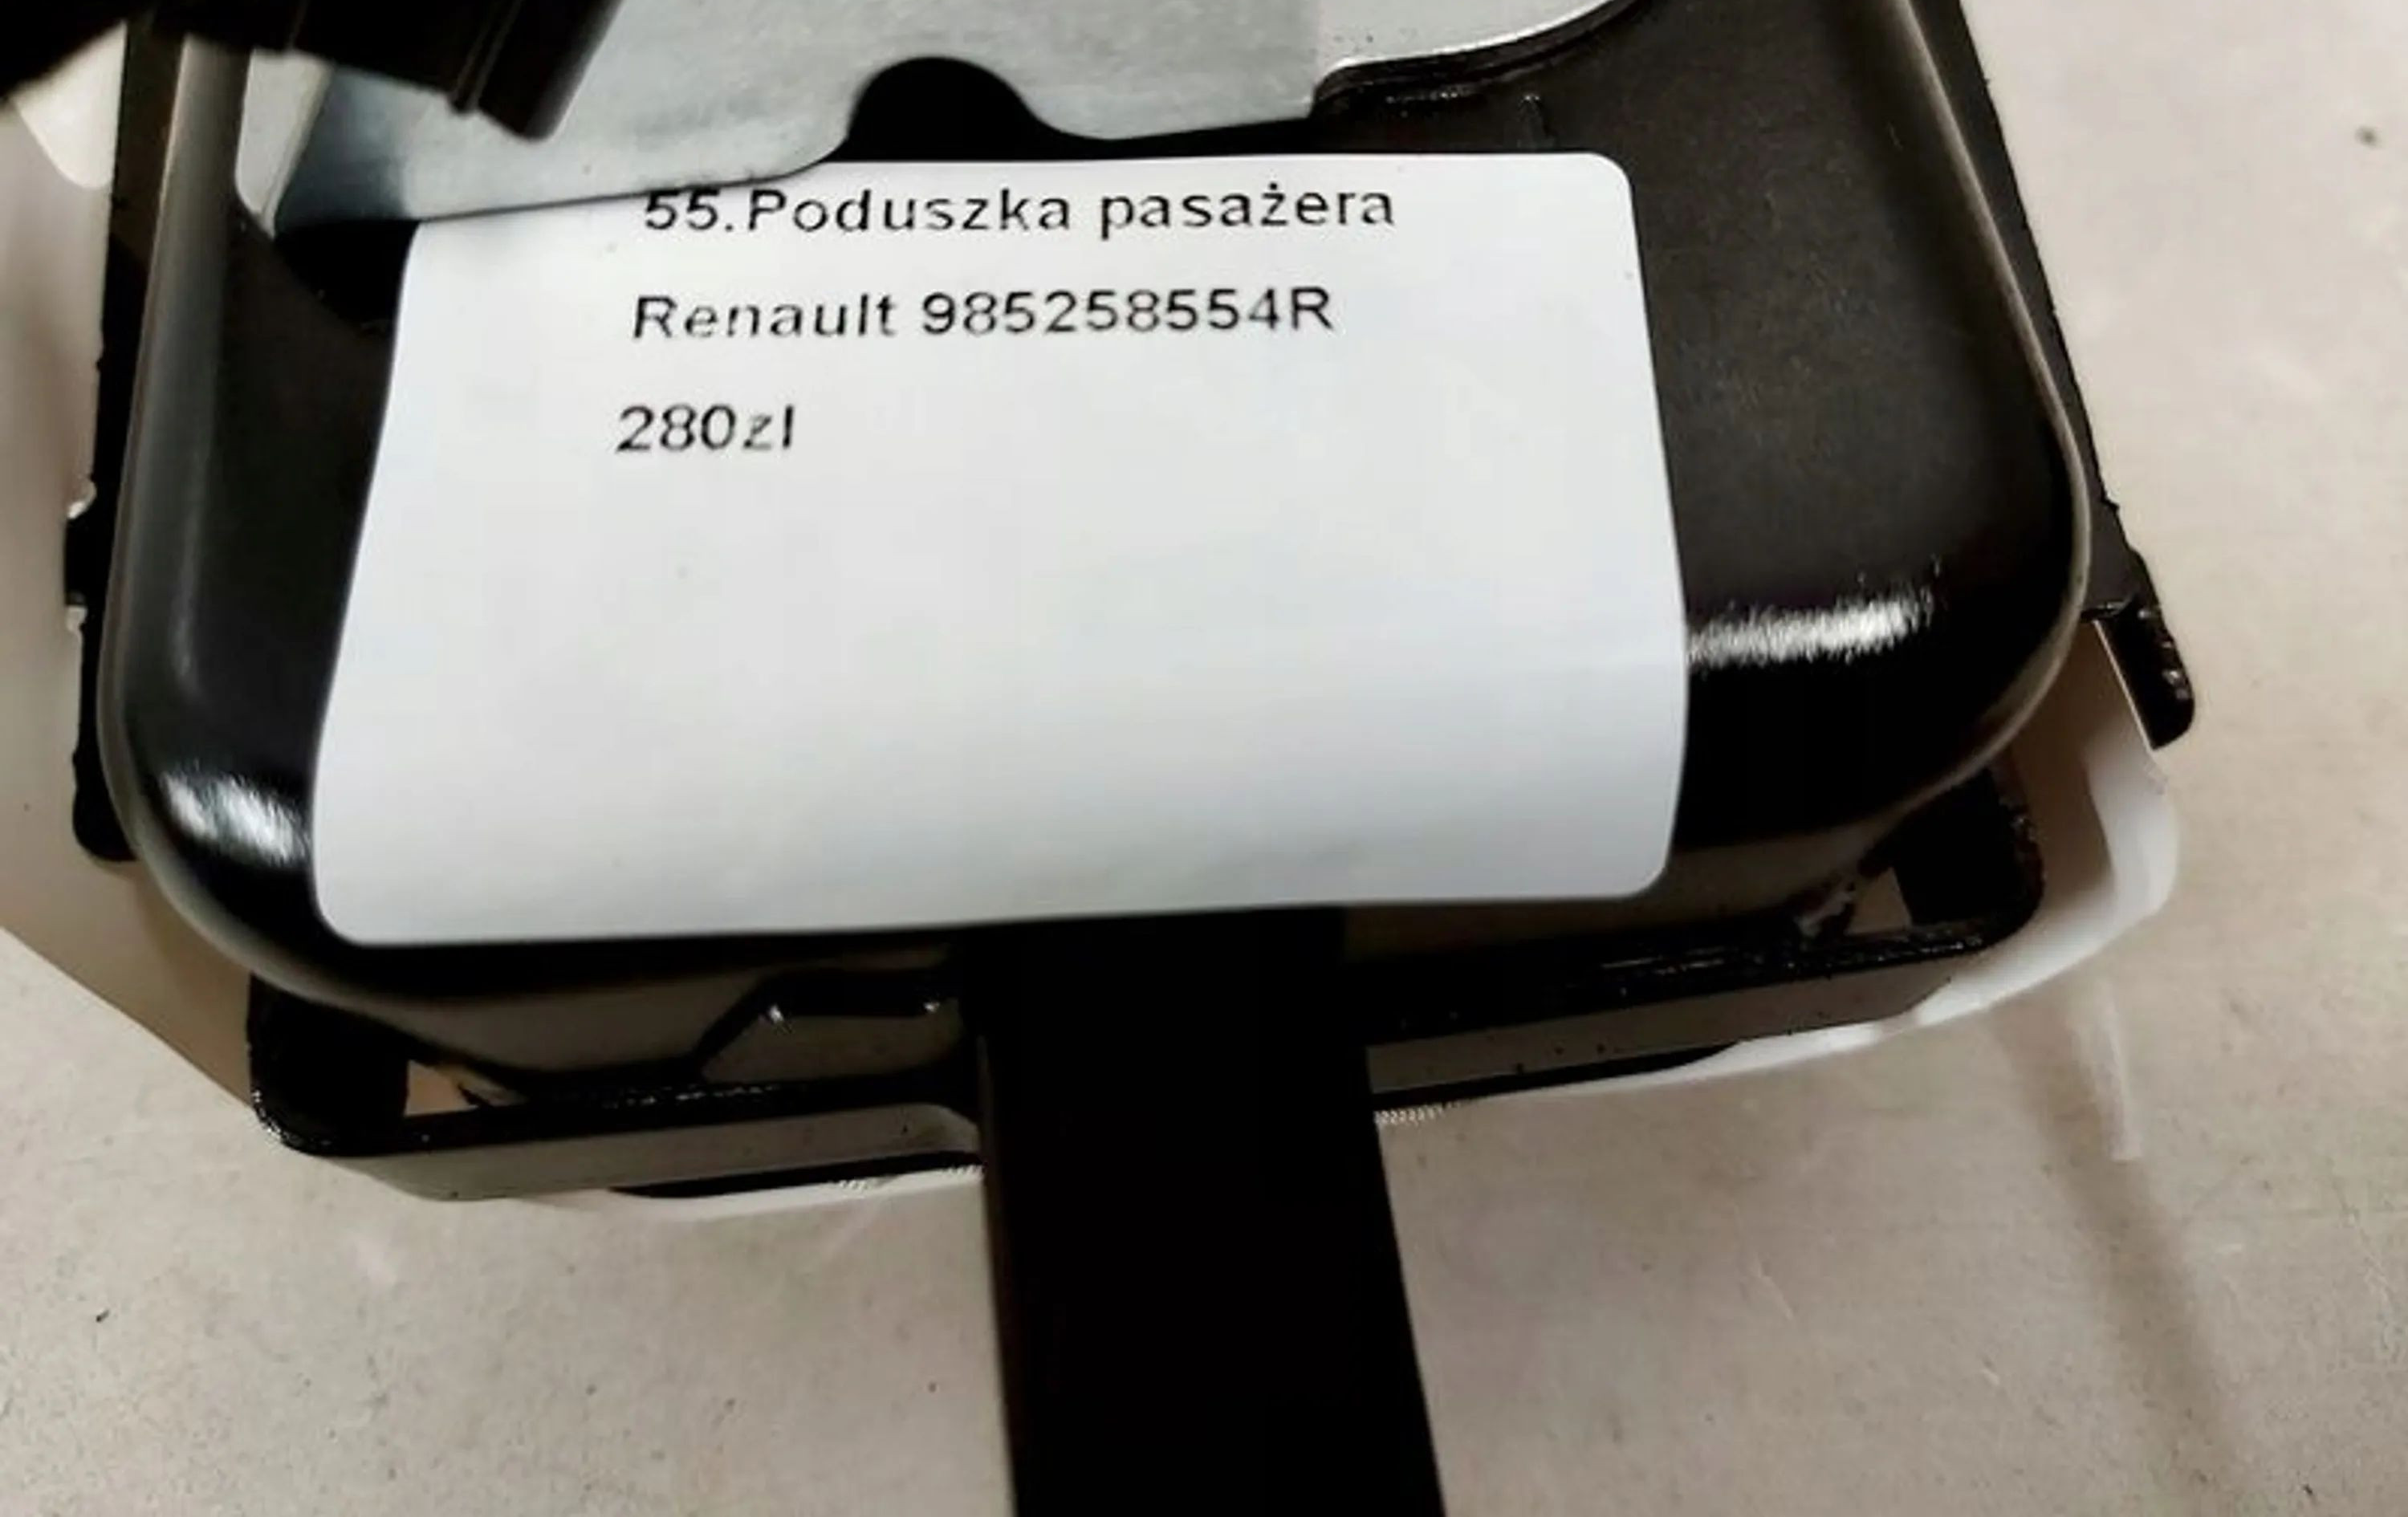 55.Poduszka pasażera
Renault 985258554R
280zl